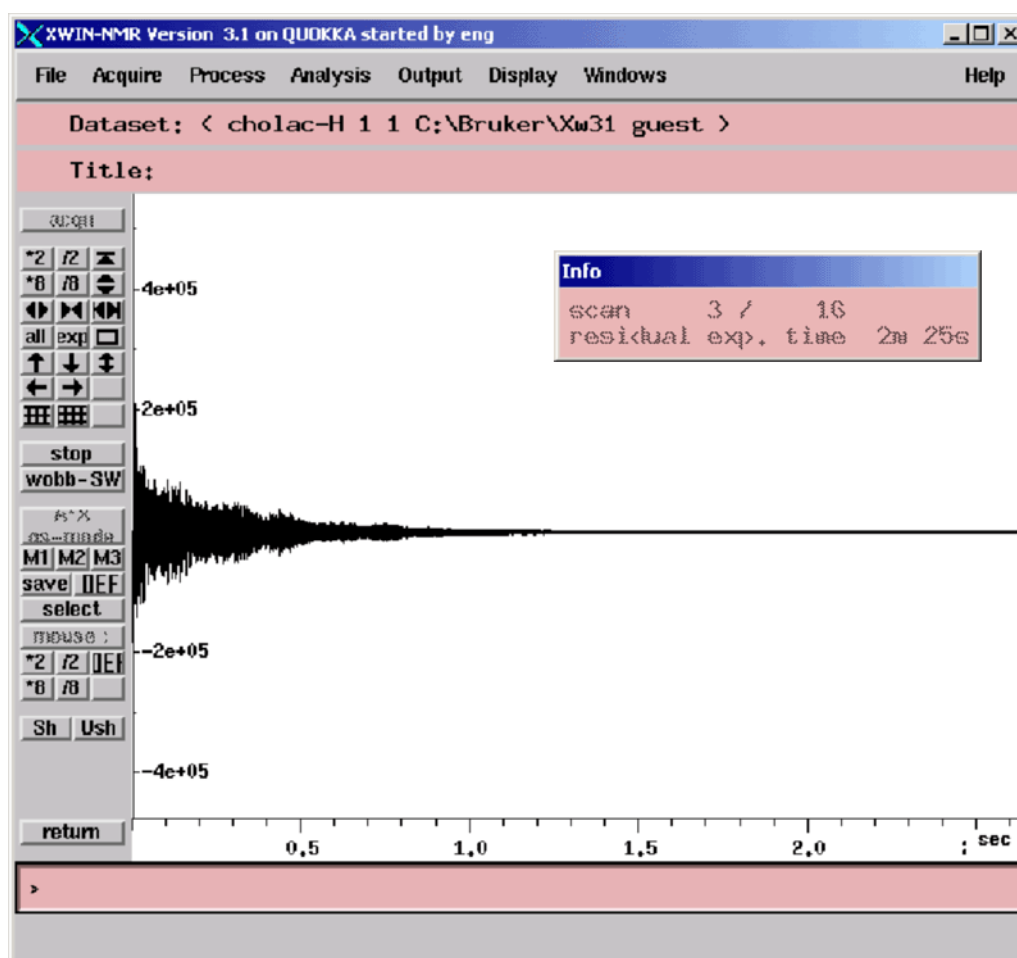 XWIN-NMR Version 3.1 on QUOKKA started by eng
File Acquire Process Analysis Output Display Windows Help
Dataset: < cholac-H 1 1 C:\Bruker\Xw31 guest >
Title:
acqu
*2 /2
*8 /8
all exp
stop
wobb-SW
M1 M2 M3
save DEF
select
mouse :
*2 /2 DEF
*8 /8
Sh Ush
return
4e+05
2e+05
-2e+05
-4e+05
Info
scan 3 / 16
residual exp. time 2m 25s
0.5 1.0 1.5 2.0 sec
>